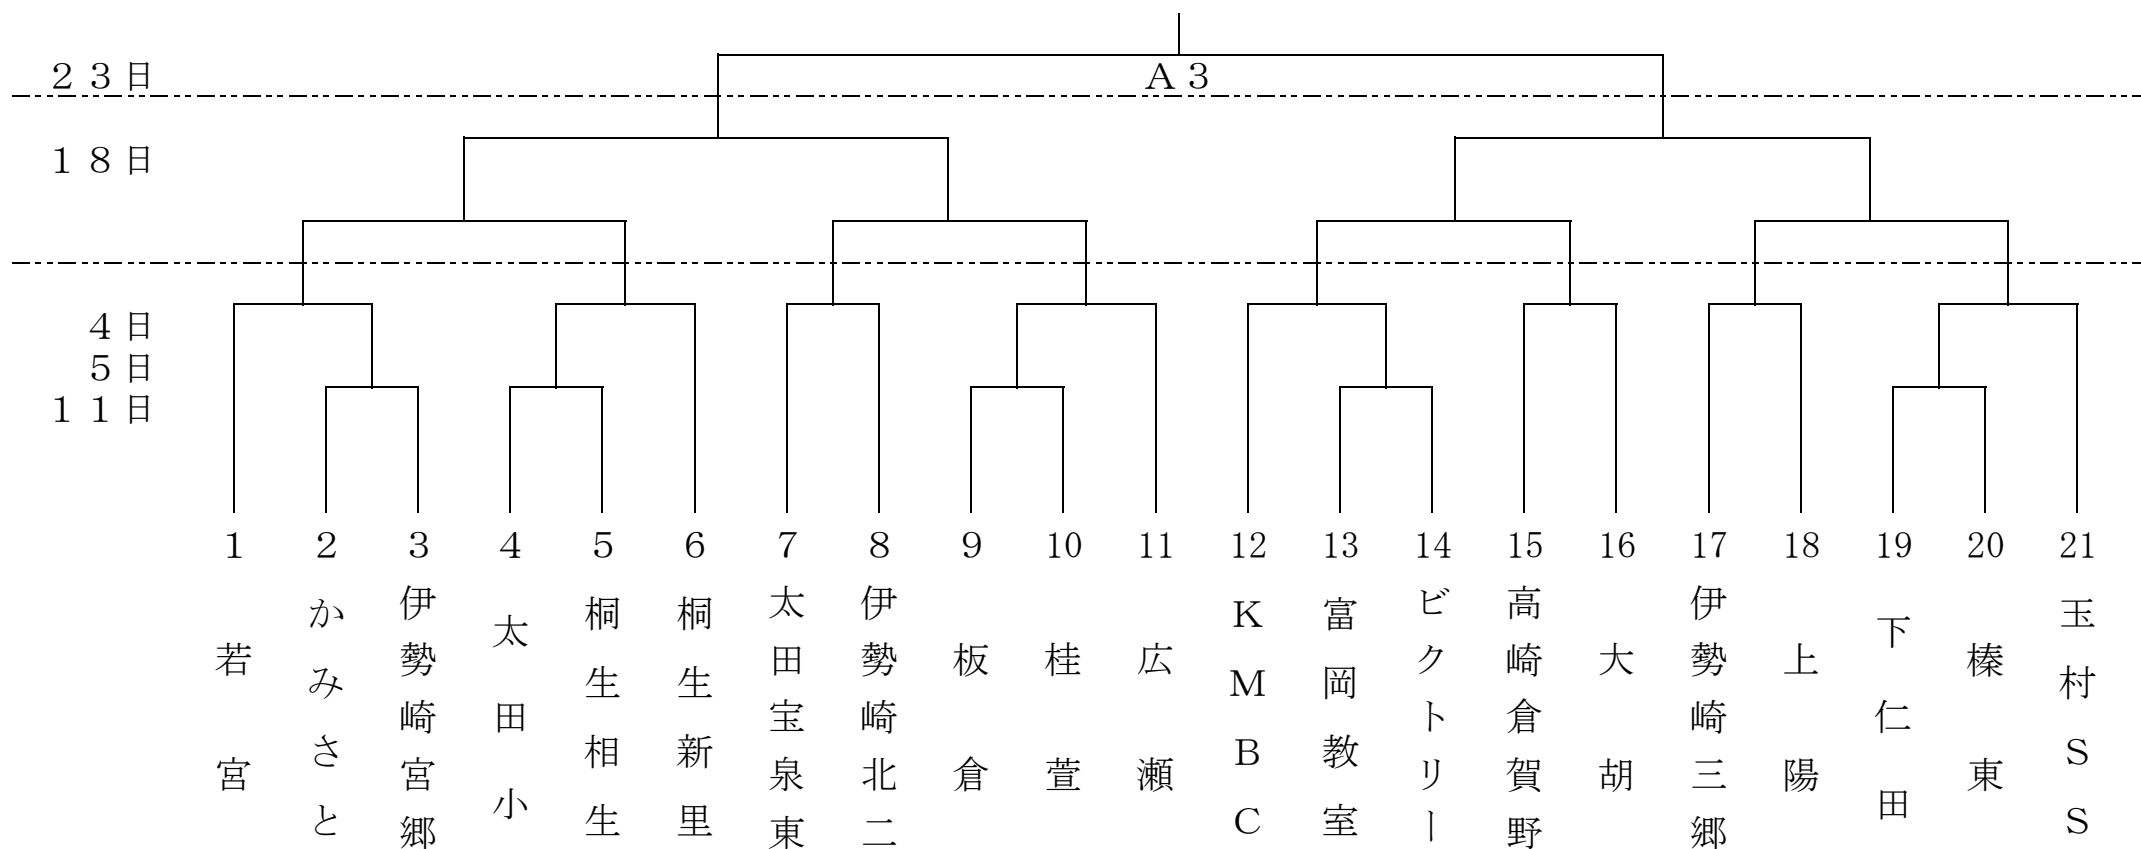 ２３日
Ａ３
１８日
４日
５日
１１日
１ ２ ３ ４ ５ ６ ７ ８ ９ 10 11 12 13 14 15 16 17 18 19 20 21
若宮
かみさと
伊勢崎宮郷
太田小
桐生相生
桐生新里
太田宝泉東
伊勢崎北二
板倉
桂萱
広瀬
ＫＭＢＣ
富岡教室
ビクトリー
高崎倉賀野
大胡
伊勢崎三郷
上陽
下仁田
榛東
玉村ＳＳ